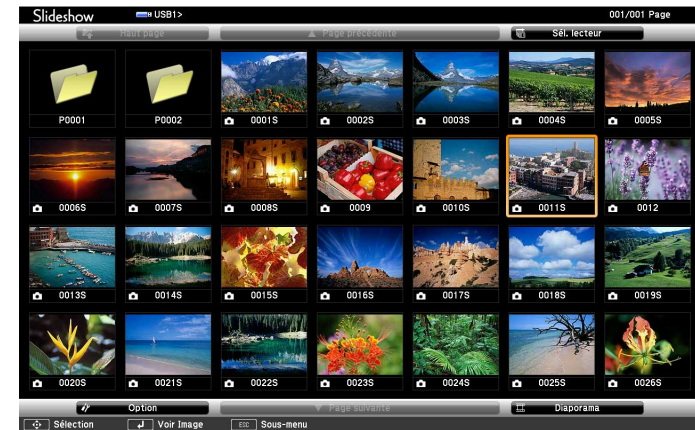 Slideshow USB1> 001/001 Page
Haut page Page précédente Sél. lecteur
P0001 P0002 0001S 0002S 0003S 0004S 0005S
0006S 0007S 0008S 0009 0010S 0011S 0012
0013S 0014S 0015S 0016S 0017S 0018S 0019S
0020S 0021S 0022S 0023S 0024S 0025S 0026S
Option Page suivante Diaporama
Sélection Voir Image ESC Sous-menu